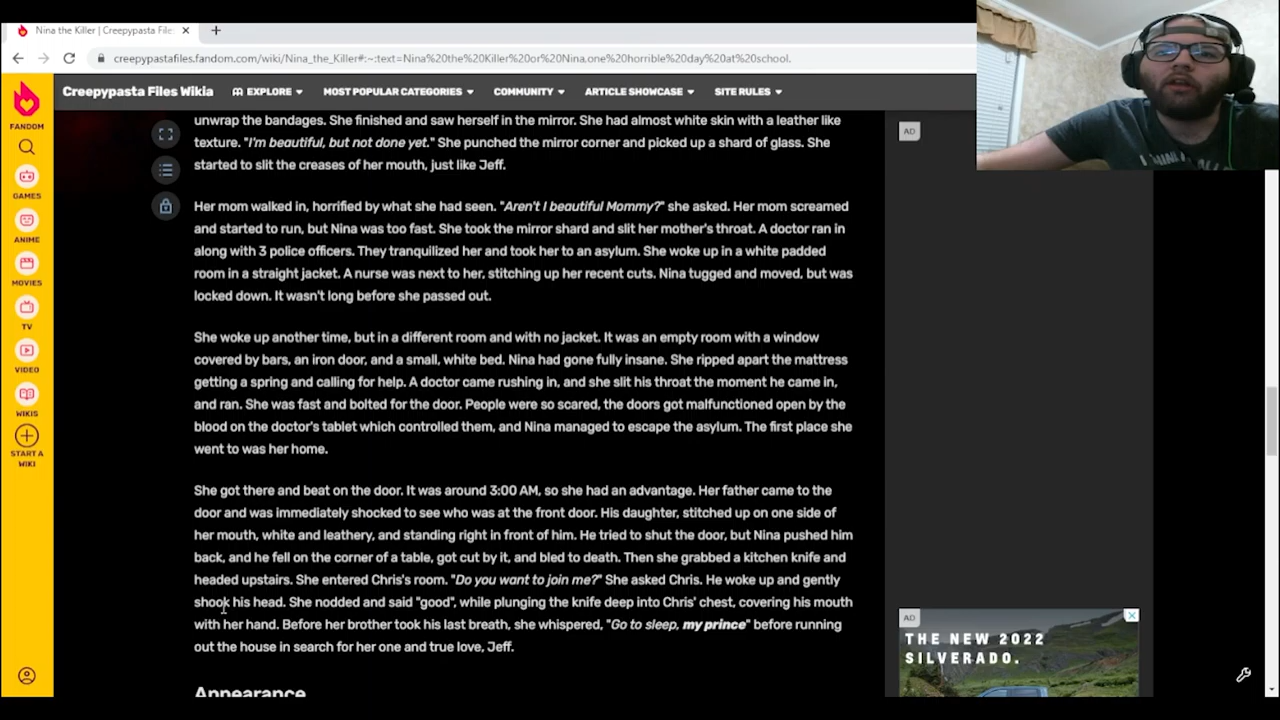 Nina the Killer | Creepypasta File
creepypastafiles.fandom.com/wiki/Nina_the_Killer#:~:text=Nina%20the%20Killer%20or%20Nina,one%20horrible%20day%20at%20school.
Creepypasta Files Wikia
EXPLORE
MOST POPULAR CATEGORIES
COMMUNITY
ARTICLE SHOWCASE
SITE RULES
FANDOM
GAMES
ANIME
MOVIES
TV
VIDEO
WIKIS
START A
WIKI
unwrap the bandages. She finished and saw herself in the mirror. She had almost white skin with a leather like
texture. "I'm beautiful, but not done yet." She punched the mirror corner and picked up a shard of glass. She
started to slit the creases of her mouth, just like Jeff.
Her mom walked in, horrified by what she had seen. "Aren't I beautiful Mommy?" she asked. Her mom screamed
and started to run, but Nina was too fast. She took the mirror shard and slit her mother's throat. A doctor ran in
along with 3 police officers. They tranquilized her and took her to an asylum. She woke up in a white padded
room in a straight jacket. A nurse was next to her, stitching up her recent cuts. Nina tugged and moved, but was
locked down. It wasn't long before she passed out.
She woke up another time, but in a different room and with no jacket. It was an empty room with a window
covered by bars, an iron door, and a small, white bed. Nina had gone fully insane. She ripped apart the mattress
getting a spring and calling for help. A doctor came rushing in, and she slit his throat the moment he came in,
and ran. She was fast and bolted for the door. People were so scared, the doors got malfunctioned open by the
blood on the doctor's tablet which controlled them, and Nina managed to escape the asylum. The first place she
went to was her home.
She got there and beat on the door. It was around 3:00 AM, so she had an advantage. Her father came to the
door and was immediately shocked to see who was at the front door. His daughter, stitched up on one side of
her mouth, white and leathery, and standing right in front of him. He tried to shut the door, but Nina pushed him
back, and he fell on the corner of a table, got cut by it, and bled to death. Then she grabbed a kitchen knife and
headed upstairs. She entered Chris's room. "Do you want to join me?" She asked Chris. He woke up and gently
shook his head. She nodded and said "good", while plunging the knife deep into Chris' chest, covering his mouth
with her hand. Before her brother took his last breath, she whispered, "Go to sleep, my prince" before running
out the house in search for her one and true love, Jeff.
Appearance
AD
AD
THE NEW 2022
SILVERADO.